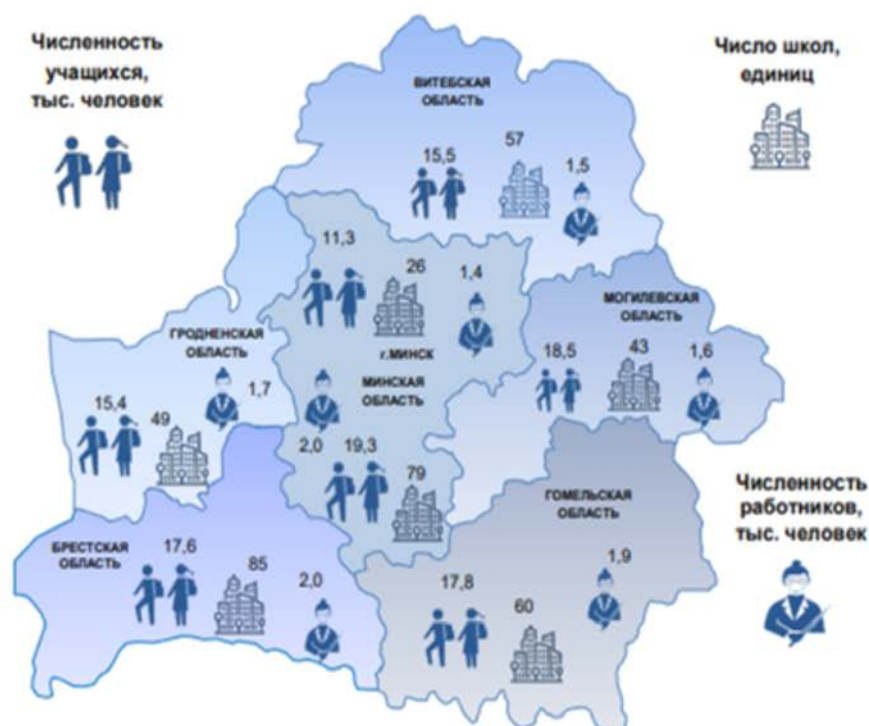 Численность
учащихся,
тыс. человек
Число школ,
единиц
ВИТЕБСКАЯ
ОБЛАСТЬ
15,5
57
1,5
11,3
26
1,4
г.МИНСК
МОГИЛЕВСКАЯ
ОБЛАСТЬ
18,5
43
1,6
ГРОДНЕНСКАЯ
ОБЛАСТЬ
15,4
49
1,7
МИНСКАЯ
ОБЛАСТЬ
2,0
19,3
79
БРЕСТСКАЯ
ОБЛАСТЬ
17,6
85
2,0
ГОМЕЛЬСКАЯ
ОБЛАСТЬ
17,8
60
1,9
Численность
работников,
тыс. человек